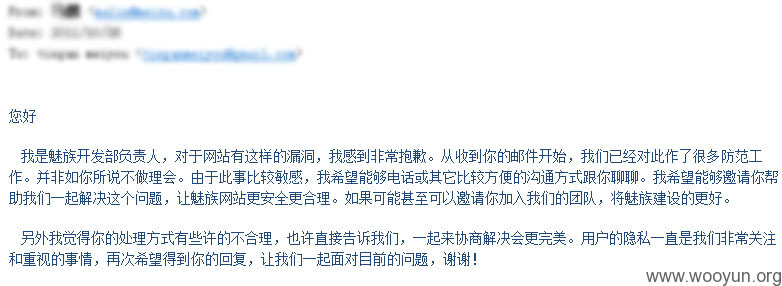 From:
Date: 2011/10/28
To:
您好
我是魅族开发部负责人，对于网站有这样的漏洞，我感到非常抱歉。从收到你的邮件开始，我们已经对此作了很多防范工
作。并非如你所说不做理会。由于此事比较敏感，我希望能够电话或其它比较方便的沟通方式跟你聊聊。我希望能够邀请你帮
助我们一起解决这个问题，让魅族网站更安全更合理。如果可能甚至可以邀请你加入我们的团队，将魅族建设的更好。
另外我觉得你的处理方式有些许的不合理，也许直接告诉我们，一起来协商解决会更完美。用户的隐私一直是我们非常关注
和重视的事情，再次希望得到你的回复，让我们一起面对目前的问题，谢谢！
www.wooyun.org